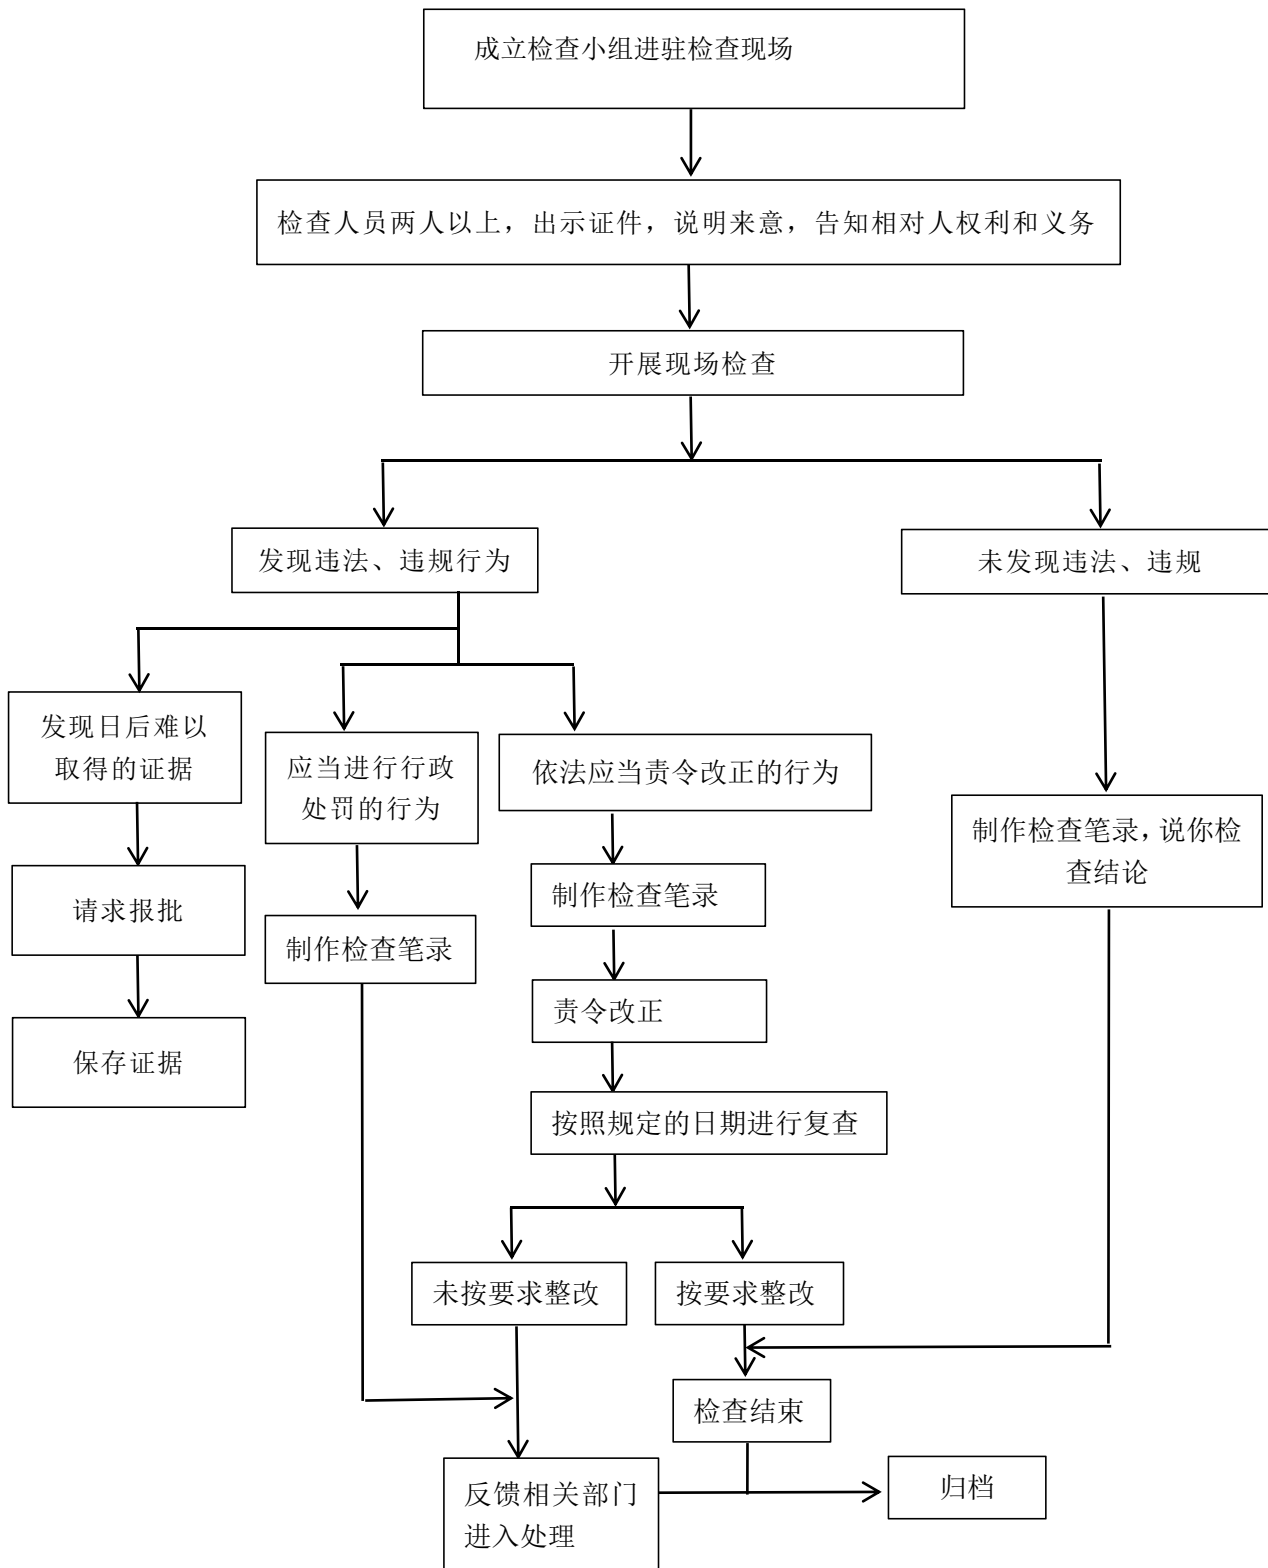 成立检查小组进驻检查现场
检查人员两人以上，出示证件，说明来意，告知相对人权利和义务
开展现场检查
发现违法、违规行为
未发现违法、违规
发现日后难以
取得的证据
应当进行行政
处罚的行为
依法应当责令改正的行为
制作检查笔录，说你检
查结论
请求报批
制作检查笔录
制作检查笔录
责令改正
保存证据
按照规定的日期进行复查
未按要求整改
按要求整改
检查结束
反馈相关部门
进入处理
归档